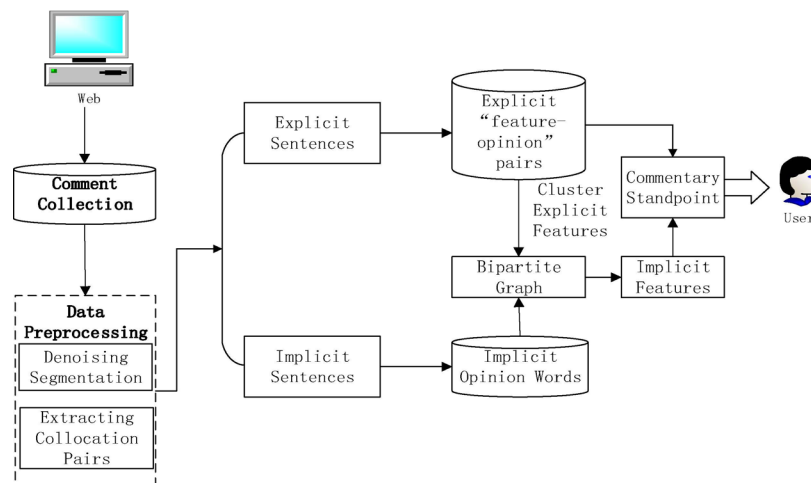 Web
Comment
Collection
Data
Preprocessing
Denoising
Segmentation
Extracting
Collocation
Pairs
Explicit
Sentences
Implicit
Sentences
Explicit
“feature-
opinion”
pairs
Cluster
Explicit
Features
Bipartite
Graph
Implicit
Opinion Words
Commentary
Standpoint
Implicit
Features
User